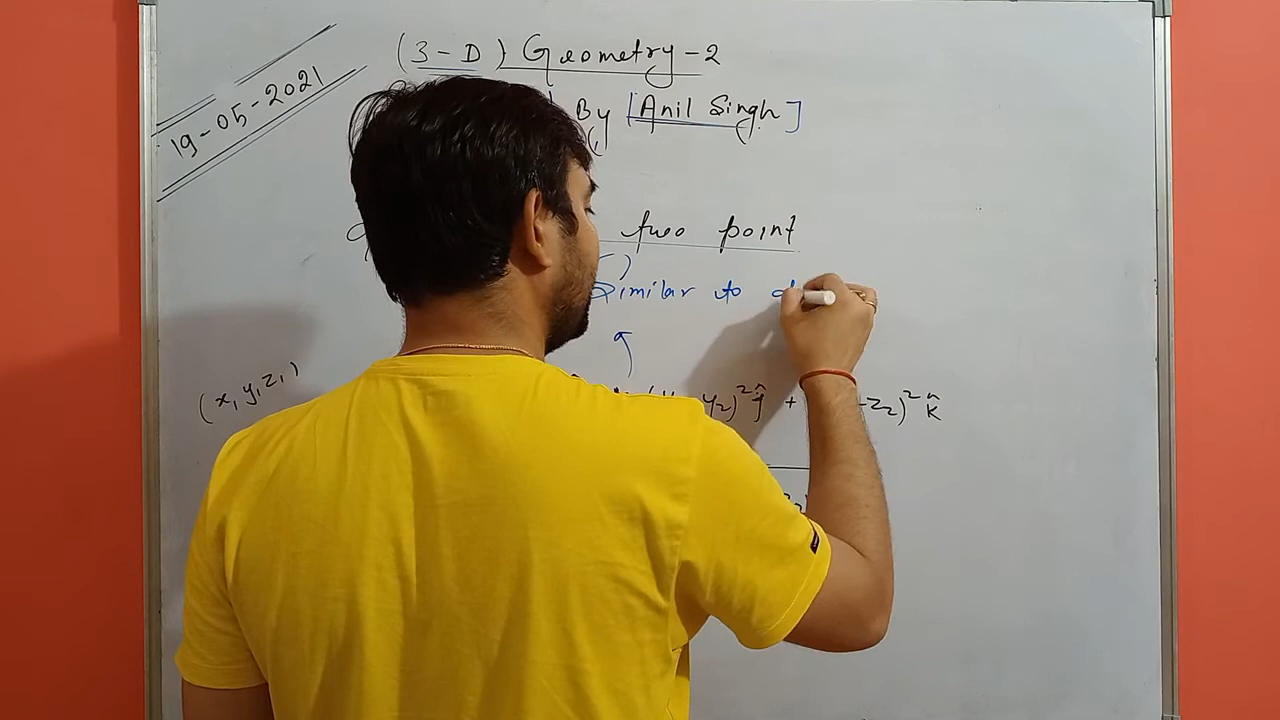 (3-D) Geometry-2
19-05-2021
By [Anil Singh]
two point
Similar to
(x₁ y₁ z₁)
y₂)² ĵ + -z₂)² k̂